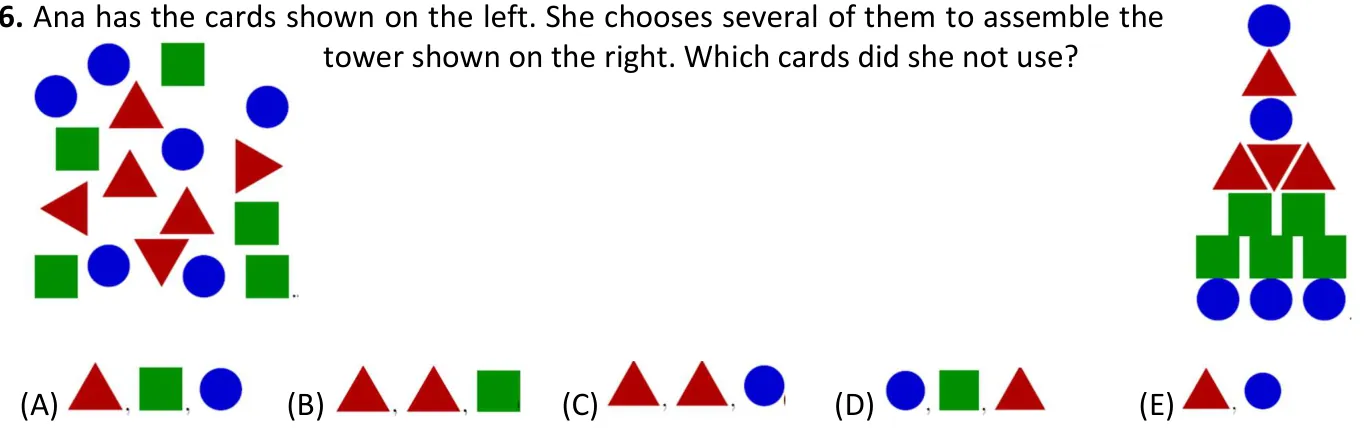 6. Ana has the cards shown on the left. She chooses several of them to assemble the
tower shown on the right. Which cards did she not use?
(A) , , (B) , , (C) , , (D) , , (E) ,